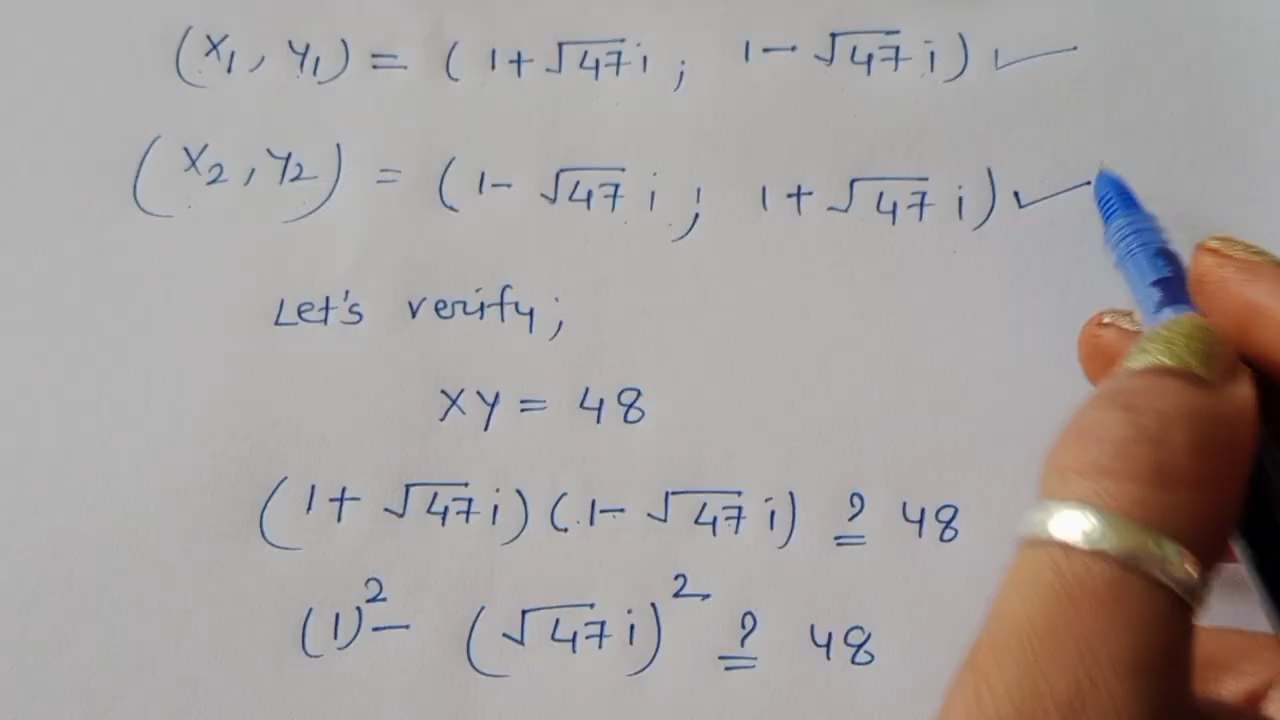 (x₁, y₁) = (1+√47i ; 1-√47i) ✓
(x₂, y₂) = (1-√47i ; 1+√47i) ✓
Let's verify;
xy = 48
(1+√47i)(1-√47i) ≟ 48
(1)² - (√47i)² ≟ 48